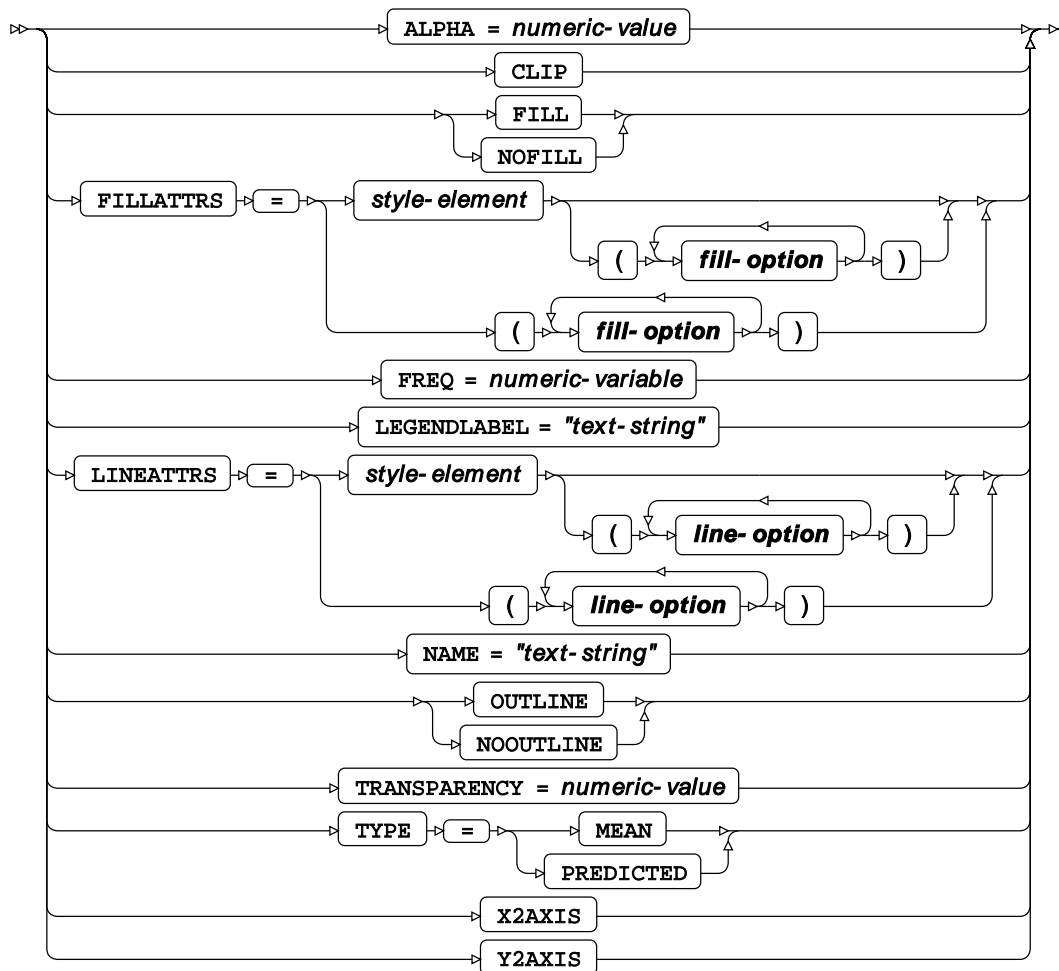 ALPHA = numeric-value
CLIP
FILL
NOFILL
FILLATTRS = style-element
( fill-option )
( fill-option )
FREQ = numeric-variable
LEGENDLABEL = "text-string"
LINEATTRS = style-element
( line-option )
( line-option )
NAME = "text-string"
OUTLINE
NOOUTLINE
TRANSPARENCY = numeric-value
TYPE = MEAN
PREDICTED
X2AXIS
Y2AXIS